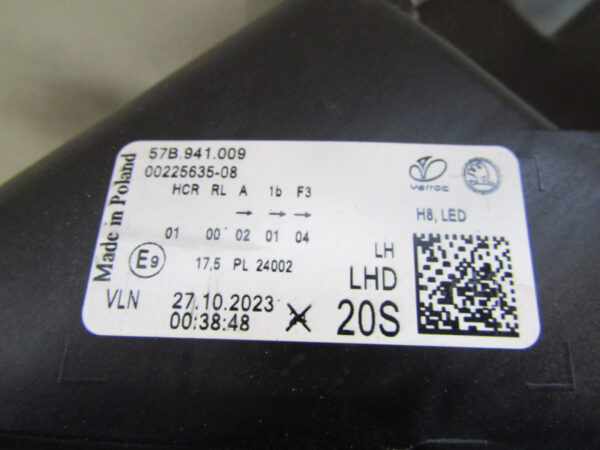 Made in Poland
57B.941.009
00225635-08
HCR RL A 1b F3
→ → →
01 00 02 01 04
E9
17,5 PL 24002
VLN
27.10.2023
00:38:48
varroc
H8, LED
LH
LHD
20S